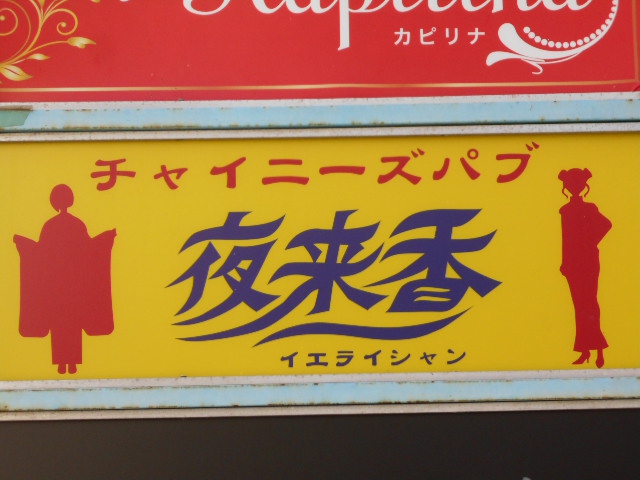 Kapilina
カピリナ
チャイニーズパブ
夜来香
イエライシャン